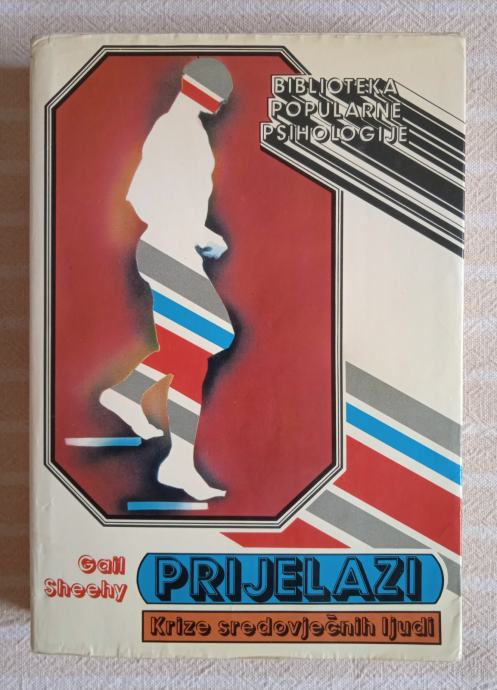 BIBLIOTEKA
POPULARNE
PSIHOLOGIJE
Gail
Sheehy
PRIJELAZI
Krize sredovječnih ljudi